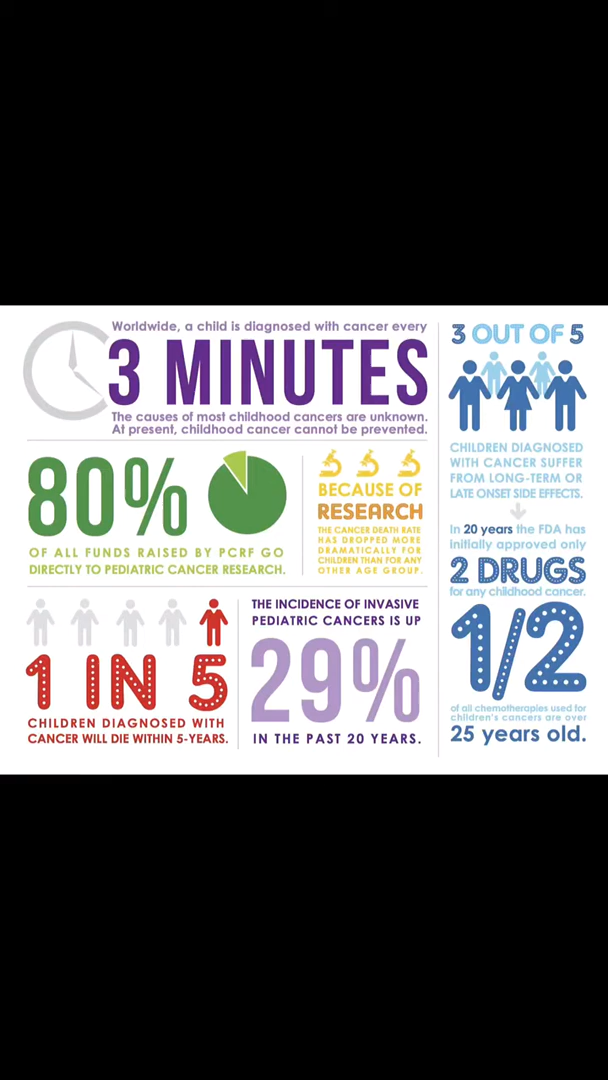 Worldwide, a child is diagnosed with cancer every
3 MINUTES
The causes of most childhood cancers are unknown.
At present, childhood cancer cannot be prevented.
80%
OF ALL FUNDS RAISED BY PCRF GO
DIRECTLY TO PEDIATRIC CANCER RESEARCH.
BECAUSE OF
RESEARCH
THE CANCER DEATH RATE
HAS DROPPED MORE
DRAMATICALLY FOR
CHILDREN THAN FOR ANY
OTHER AGE GROUP.
1 IN 5
CHILDREN DIAGNOSED WITH
CANCER WILL DIE WITHIN 5-YEARS.
THE INCIDENCE OF INVASIVE
PEDIATRIC CANCERS IS UP
29%
IN THE PAST 20 YEARS.
3 OUT OF 5
CHILDREN DIAGNOSED
WITH CANCER SUFFER
FROM LONG-TERM OR
LATE ONSET SIDE EFFECTS.
In 20 years the FDA has
initially approved only
2 DRUGS
for any childhood cancer.
1/2
of all chemotherapies used for
children's cancers are over
25 years old.